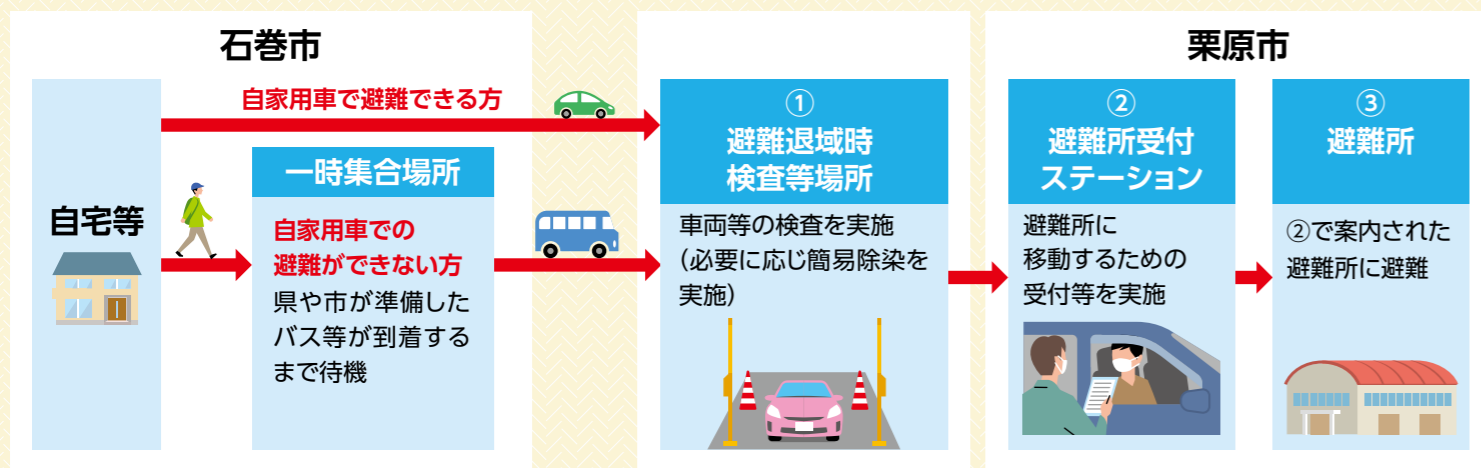 石巻市
自宅等
自家用車で避難できる方
一時集合場所
自家用車での
避難ができない方
県や市が準備した
バス等が到着する
まで待機
①
避難退域時
検査等場所
車両等の検査を実施
（必要に応じ簡易除染を
実施）
栗原市
②
避難所受付
ステーション
避難所に
移動するための
受付等を実施
③
避難所
②で案内された
避難所に避難